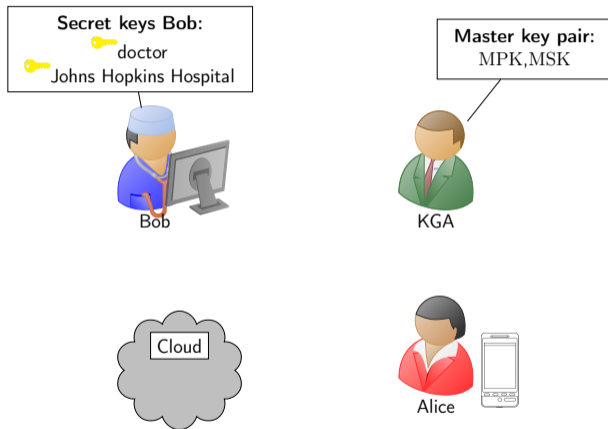 Secret keys Bob:
doctor
Johns Hopkins Hospital
Master key pair:
MPK,MSK
Bob
KGA
Cloud
Alice